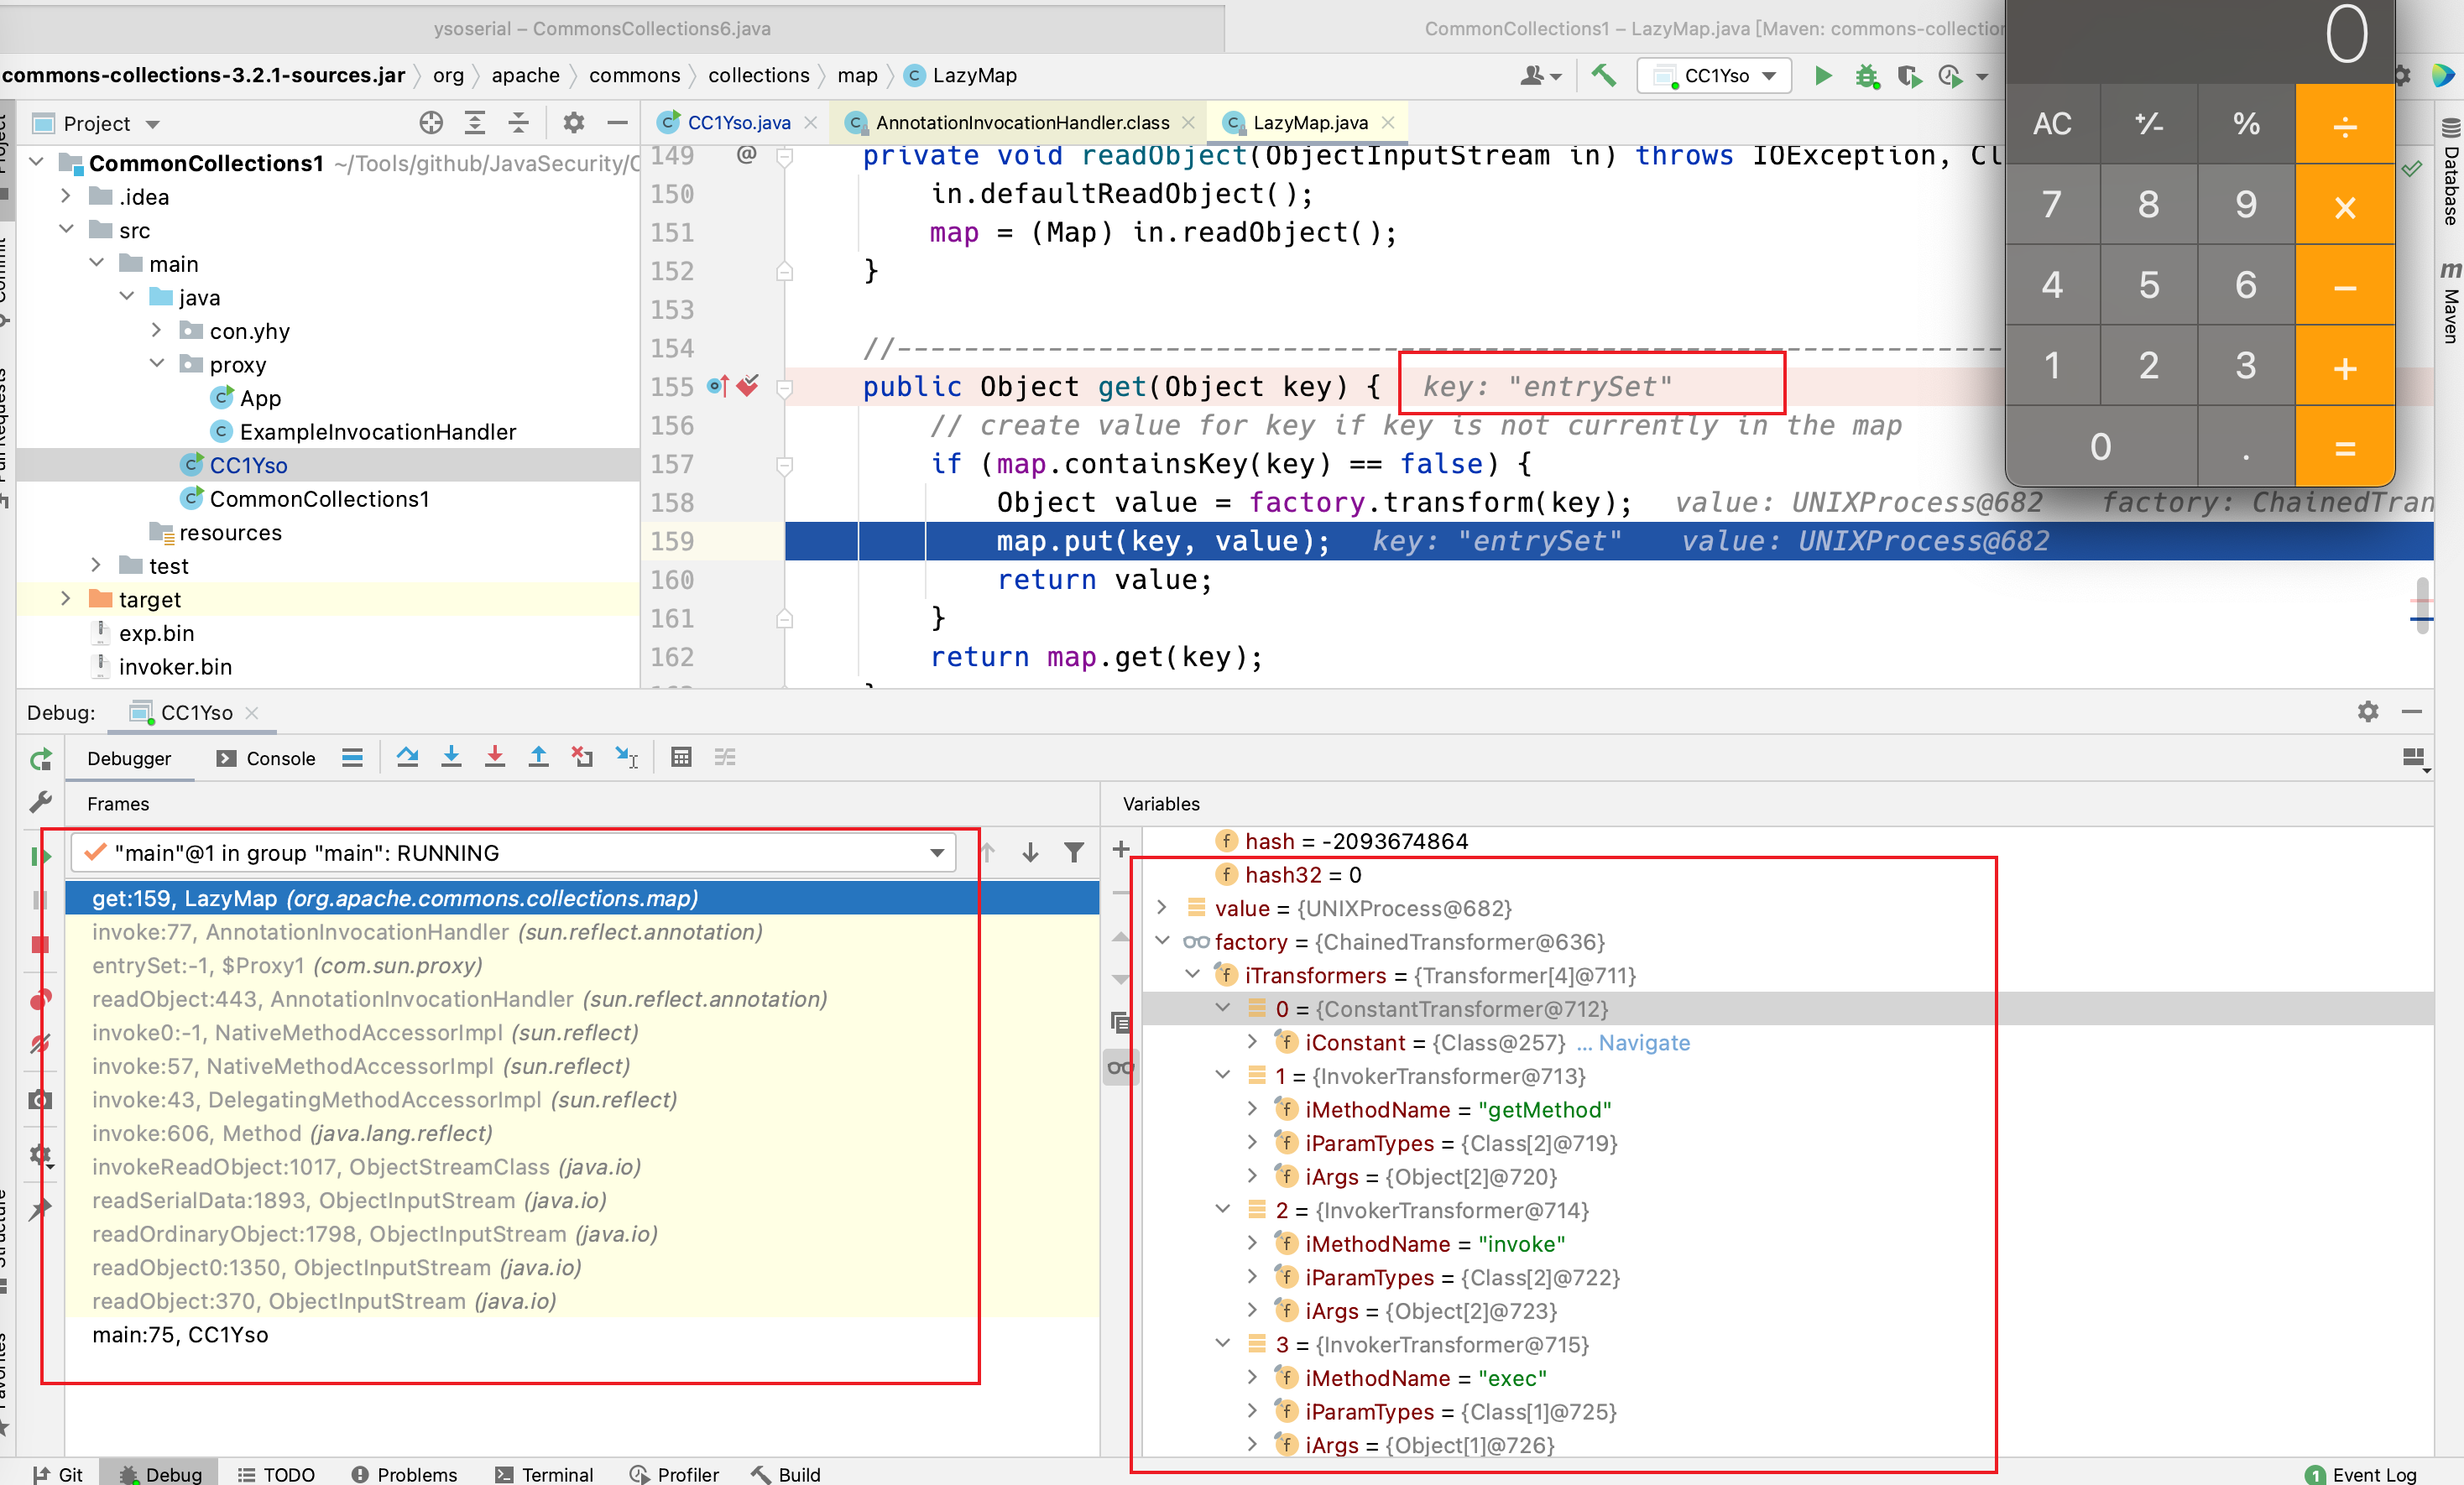 ysoserial – CommonsCollections6.java
CommonCollections1 – LazyMap.java [Maven: commons-collection
commons-collections-3.2.1-sources.jar org apache commons collections map LazyMap
CC1Yso
Project
CC1Yso.java AnnotationInvocationHandler.class LazyMap.java
CommonCollections1 ~/Tools/github/JavaSecurity/C
.idea
src
main
java
con.yhy
proxy
App
ExampleInvocationHandler
CC1Yso
CommonCollections1
resources
test
target
exp.bin
invoker.bin
149 @ private void readObject(ObjectInputStream in) throws IOException, Cl
150 in.defaultReadObject();
151 map = (Map) in.readObject();
152 }
153
154 //------------------------------------------------------------------
155 public Object get(Object key) { key: "entrySet"
156 // create value for key if key is not currently in the map
157 if (map.containsKey(key) == false) {
158 Object value = factory.transform(key); value: UNIXProcess@682 factory: ChainedTran
159 map.put(key, value); key: "entrySet" value: UNIXProcess@682
160 return value;
161 }
162 return map.get(key);
0
AC +/- % ÷
7 8 9 ×
4 5 6 −
1 2 3 +
0 . =
Database
Maven
Debug: CC1Yso
Debugger Console
Frames
"main"@1 in group "main": RUNNING
get:159, LazyMap (org.apache.commons.collections.map)
invoke:77, AnnotationInvocationHandler (sun.reflect.annotation)
entrySet:-1, $Proxy1 (com.sun.proxy)
readObject:443, AnnotationInvocationHandler (sun.reflect.annotation)
invoke0:-1, NativeMethodAccessorImpl (sun.reflect)
invoke:57, NativeMethodAccessorImpl (sun.reflect)
invoke:43, DelegatingMethodAccessorImpl (sun.reflect)
invoke:606, Method (java.lang.reflect)
invokeReadObject:1017, ObjectStreamClass (java.io)
readSerialData:1893, ObjectInputStream (java.io)
readOrdinaryObject:1798, ObjectInputStream (java.io)
readObject0:1350, ObjectInputStream (java.io)
readObject:370, ObjectInputStream (java.io)
main:75, CC1Yso
Variables
hash = -2093674864
hash32 = 0
value = {UNIXProcess@682}
factory = {ChainedTransformer@636}
iTransformers = {Transformer[4]@711}
0 = {ConstantTransformer@712}
iConstant = {Class@257} ... Navigate
1 = {InvokerTransformer@713}
iMethodName = "getMethod"
iParamTypes = {Class[2]@719}
iArgs = {Object[2]@720}
2 = {InvokerTransformer@714}
iMethodName = "invoke"
iParamTypes = {Class[2]@722}
iArgs = {Object[2]@723}
3 = {InvokerTransformer@715}
iMethodName = "exec"
iParamTypes = {Class[1]@725}
iArgs = {Object[1]@726}
Git Debug TODO Problems Terminal Profiler Build
1 Event Log